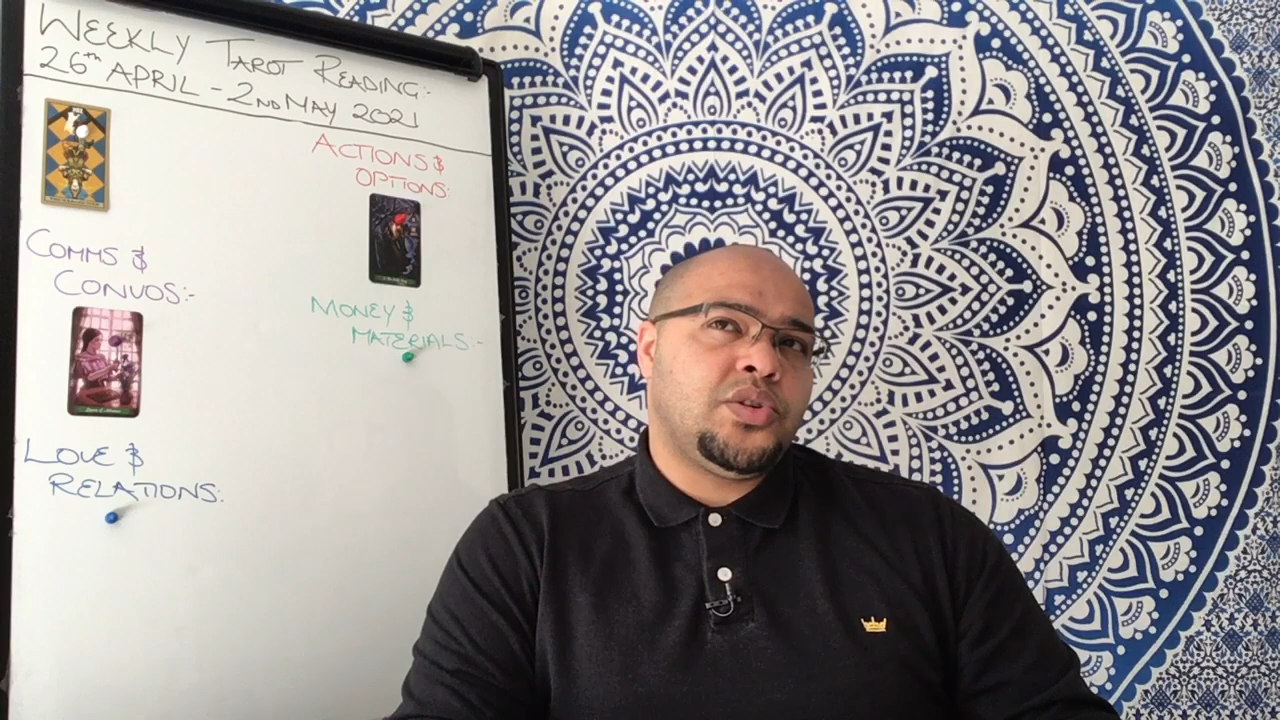 WEEKLY TAROT READING:-
26th APRIL - 2ND MAY 2021
ACTIONS &
OPTIONS:
COMMS &
CONVOS:-
MONEY &
MATERIALS:-
LOVE &
RELATIONS: